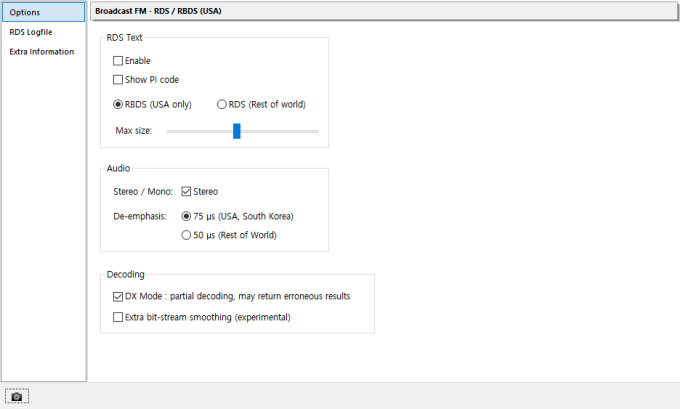 Options
RDS Logfile
Extra Information
Broadcast FM - RDS / RBDS (USA)
RDS Text
Enable
Show PI code
RBDS (USA only) RDS (Rest of world)
Max size:
Audio
Stereo / Mono: Stereo
De-emphasis: 75 µs (USA, South Korea)
50 µs (Rest of World)
Decoding
DX Mode : partial decoding, may return erroneous results
Extra bit-stream smoothing (experimental)